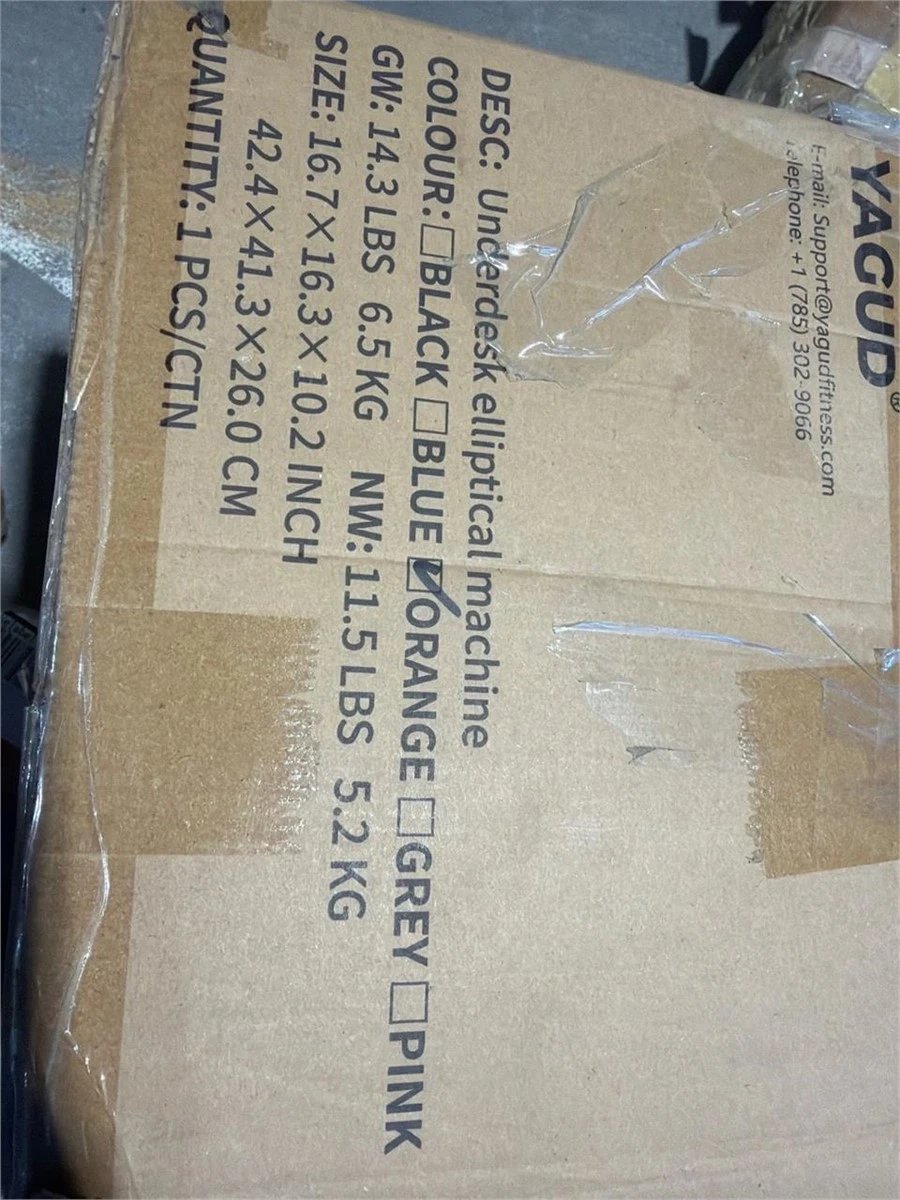 YAGUD®
E-mail: Support@yagudfitness.com
Telephone: +1 (785) 302-9066
DESC: Underdesk elliptical machine
COLOUR: ☐BLACK ☐BLUE ☑ORANGE ☐GREY ☐PINK
GW: 14.3 LBS 6.5 KG NW: 11.5 LBS 5.2 KG
SIZE: 16.7×16.3×10.2 INCH
42.4×41.3×26.0 CM
QUANTITY: 1 PCS/CTN